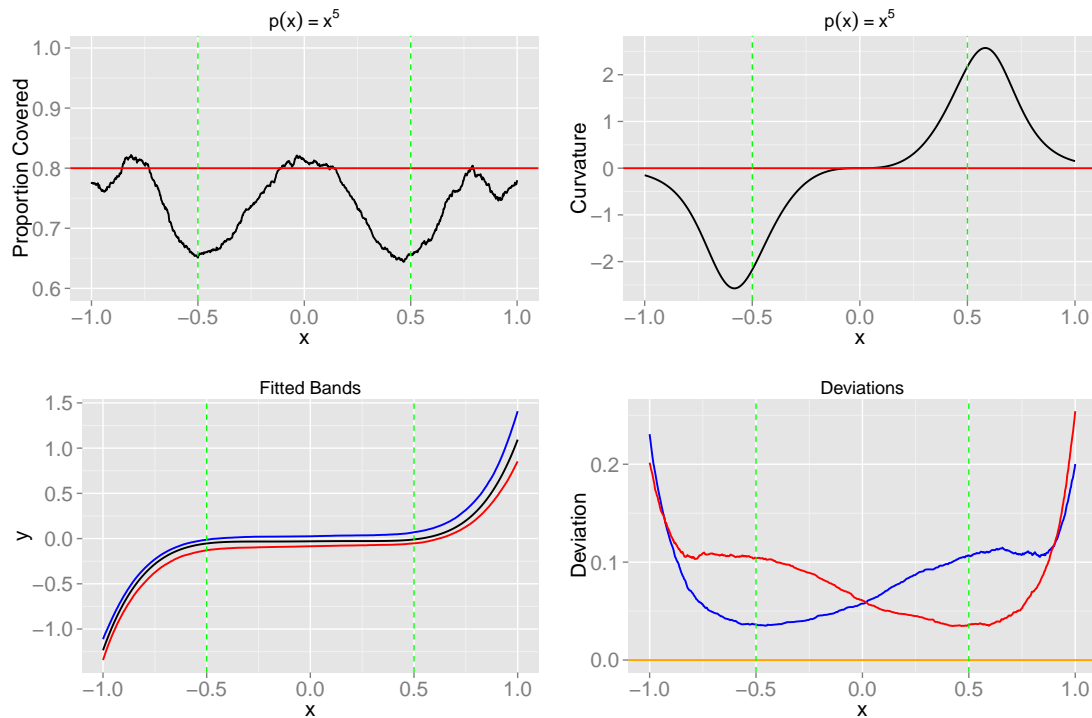 p(x) = x⁵
Proportion Covered
1.0
0.9
0.8
0.7
0.6
−1.0 −0.5 0.0 0.5 1.0
x
p(x) = x⁵
Curvature
2
1
0
−1
−2
−1.0 −0.5 0.0 0.5 1.0
x
Fitted Bands
y
1.5
1.0
0.5
0.0
−0.5
−1.0
−1.0 −0.5 0.0 0.5 1.0
x
Deviations
Deviation
0.2
0.1
0.0
−1.0 −0.5 0.0 0.5 1.0
x